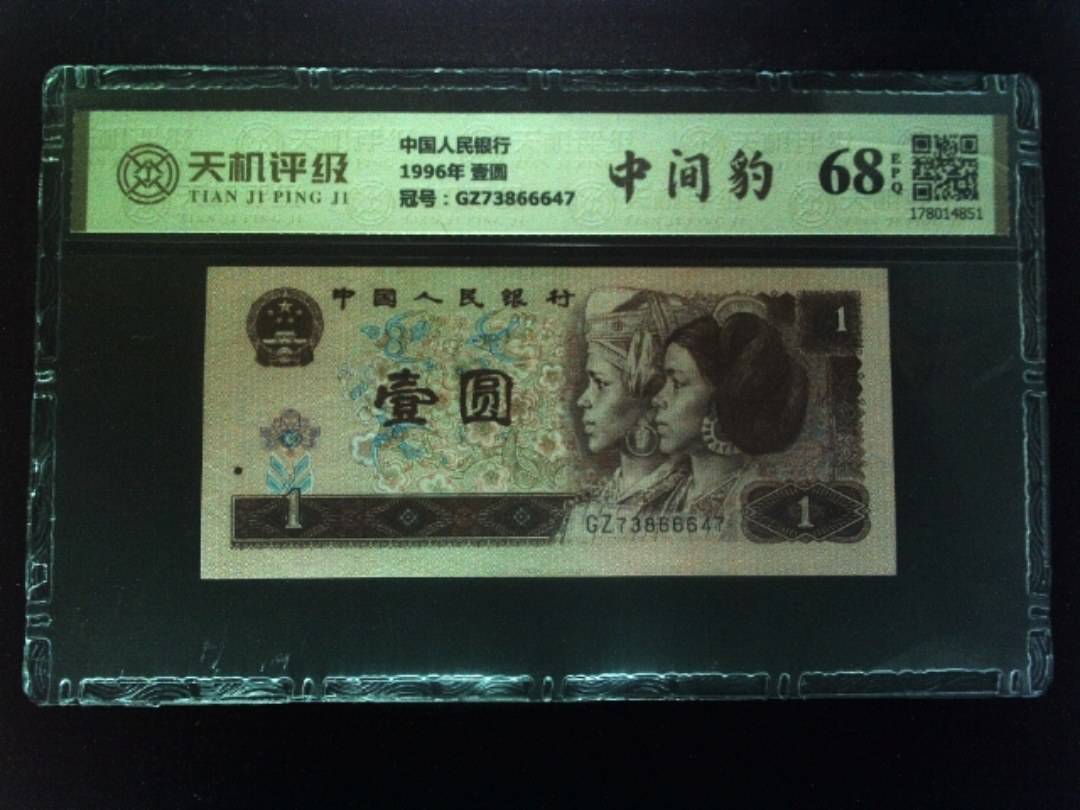 天机评级
TIAN JI PING JI
中国人民银行
1996年 壹圆
冠号：GZ73866647
中间豹
68
EPQ
178014851
中国人民银行
1
壹圆
1
GZ73866647
1